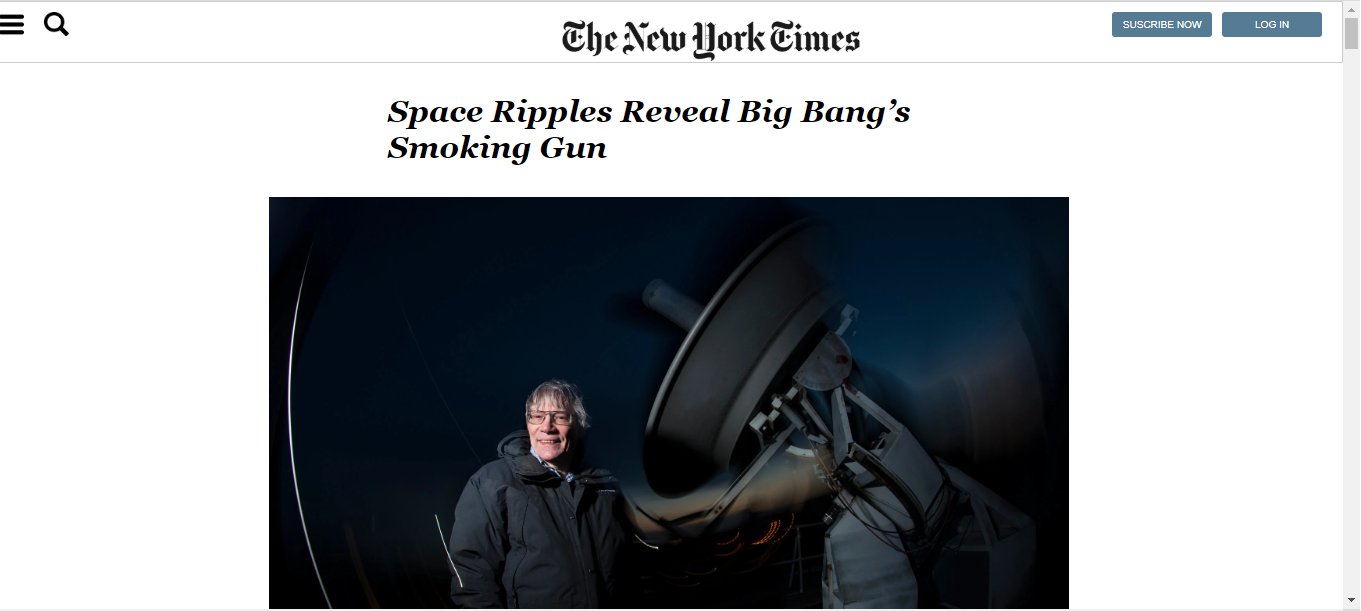 The New York Times
SUSCRIBE NOW
LOG IN
Space Ripples Reveal Big Bang’s
Smoking Gun